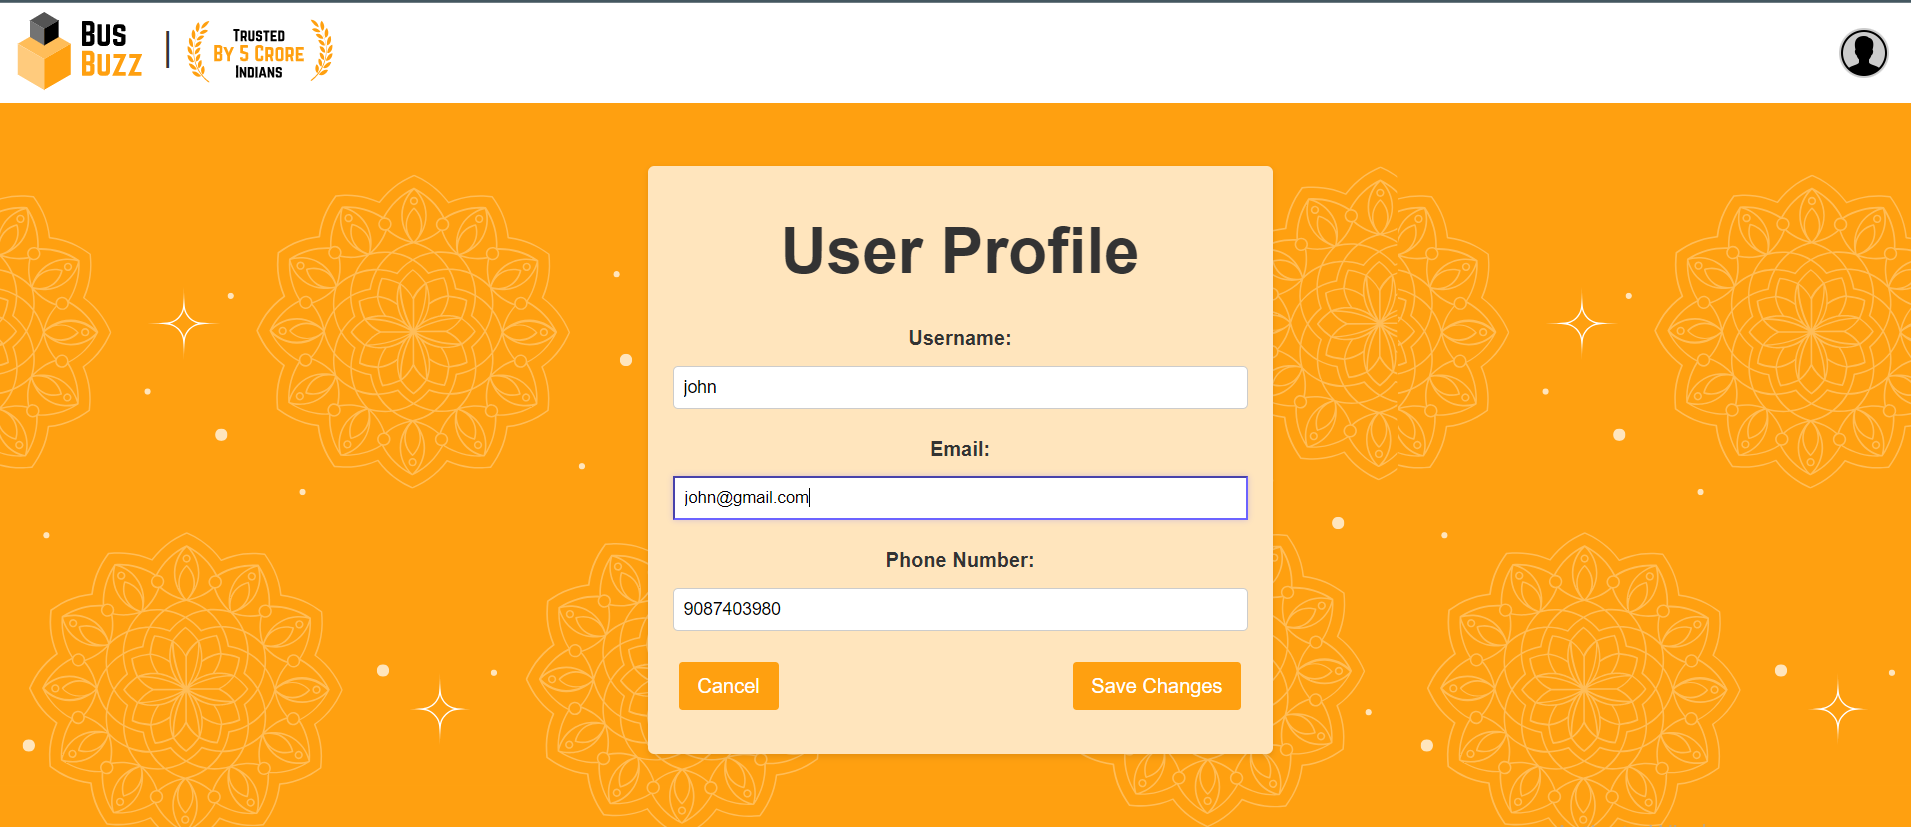 BUS
BUZZ
|
TRUSTED
BY 5 CRORE
INDIANS
User Profile
Username:
john
Email:
john@gmail.com
Phone Number:
9087403980
Cancel
Save Changes